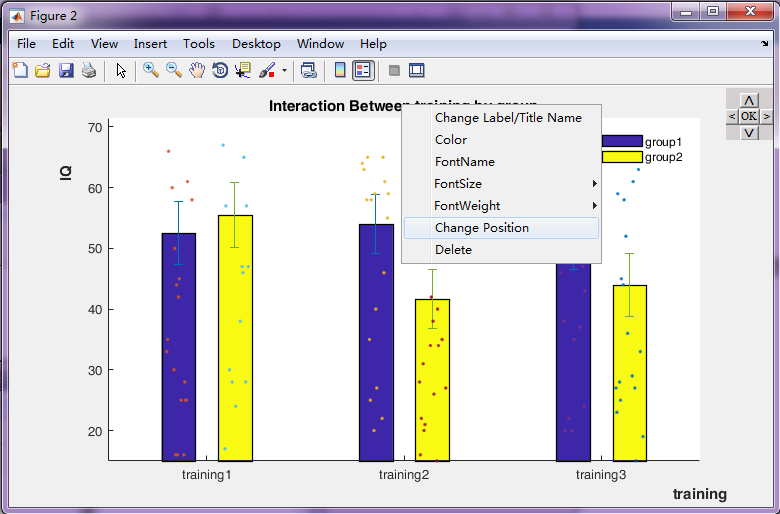 Figure 2
File Edit View Insert Tools Desktop Window Help
Interaction Between training by group
Change Label/Title Name
Color
FontName
FontSize
FontWeight
Change Position
Delete
< OK >
group1
group2
IQ
70
60
50
40
30
20
training1 training2 training3
training